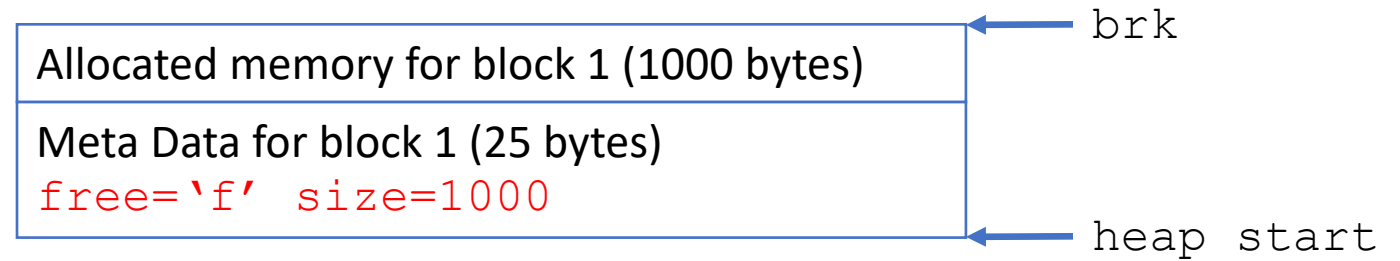 brk
Allocated memory for block 1 (1000 bytes)
Meta Data for block 1 (25 bytes)
free=‘f’ size=1000
heap start